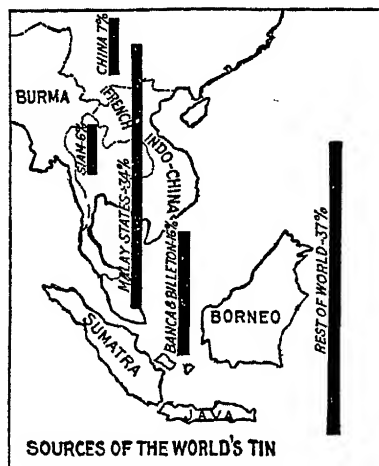 CHINA 7%
BURMA
FRENCH
INDO-CHINA
SIAM-6%
MALAY-STATES-34%
BANCA & BILLETON-16%
REST OF WORLD-37%
BORNEO
SUMATRA
JAVA
SOURCES OF THE WORLD'S TIN